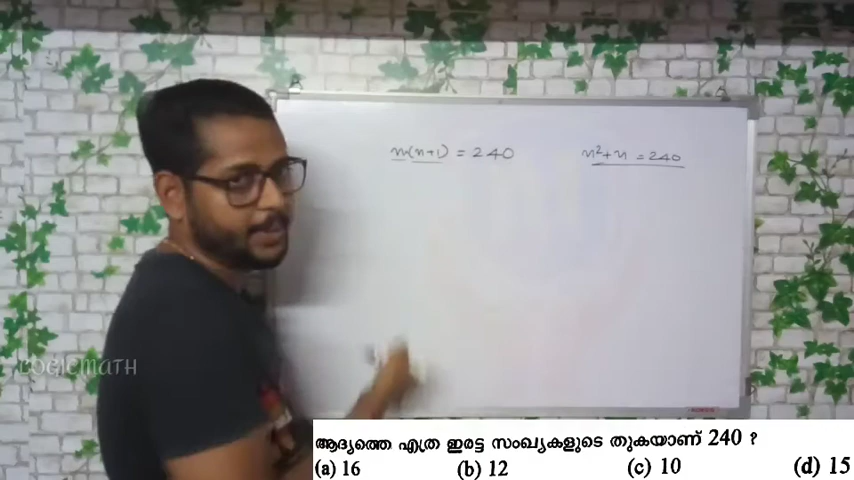 n(n+1) = 240
n²+n = 240
LOGICMATH
ആദ്യത്തെ എത്ര ഇരട്ട സംഖ്യകളുടെ തുകയാണ് 240 ?
(a) 16 (b) 12 (c) 10 (d) 15